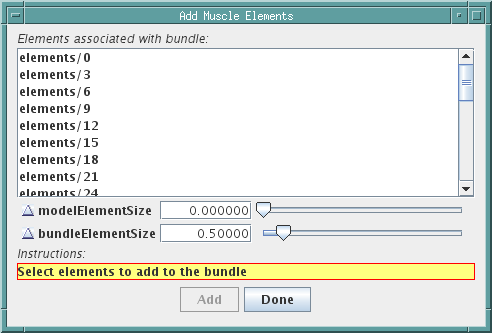 Add Muscle Elements
Elements associated with bundle:
elements/0
elements/3
elements/6
elements/9
elements/12
elements/15
elements/18
elements/21
elements/24
modelElementSize 0.000000
bundleElementSize 0.50000
Instructions:
Select elements to add to the bundle
Add Done